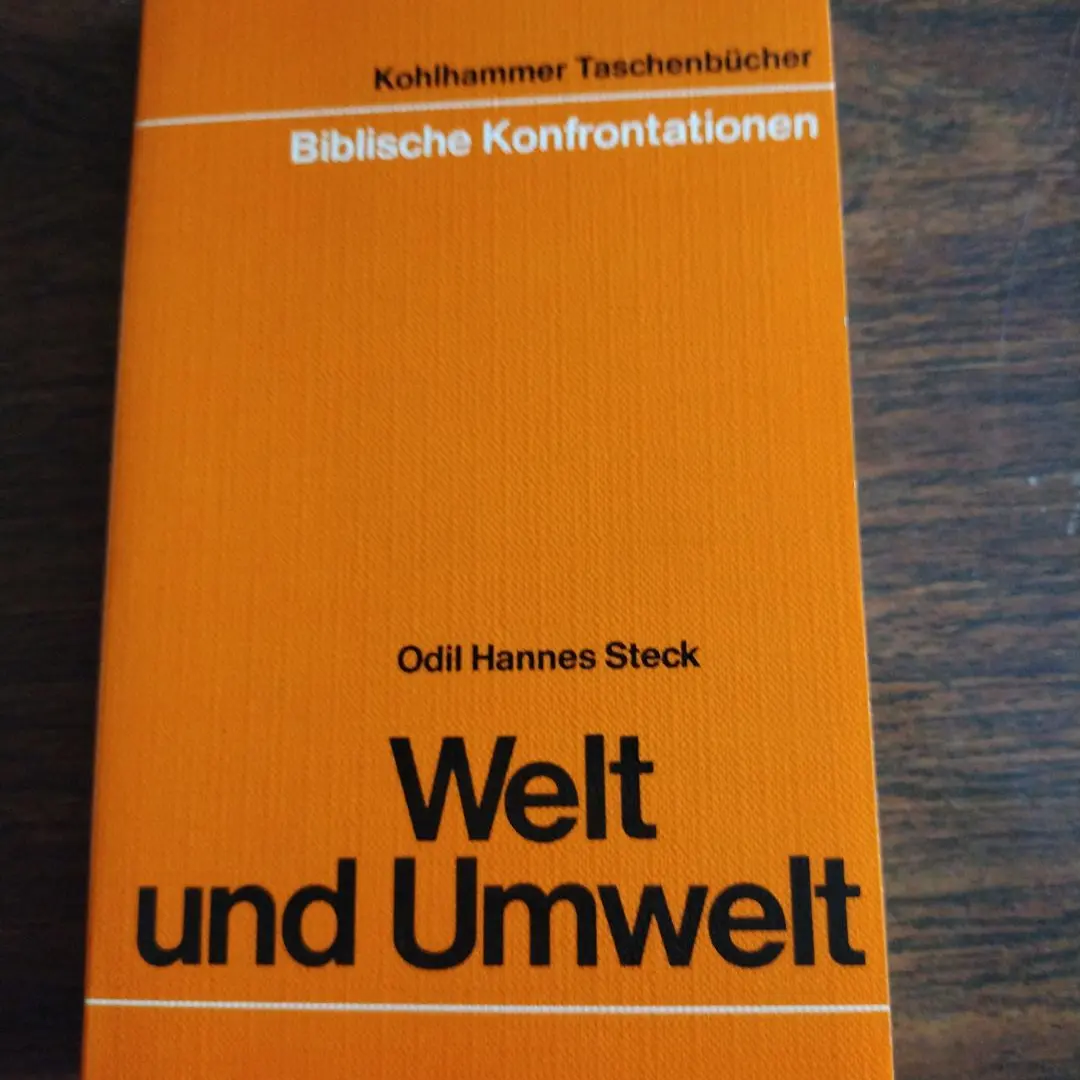 Kohlhammer Taschenbücher
Biblische Konfrontationen
Odil Hannes Steck
Welt
und Umwelt